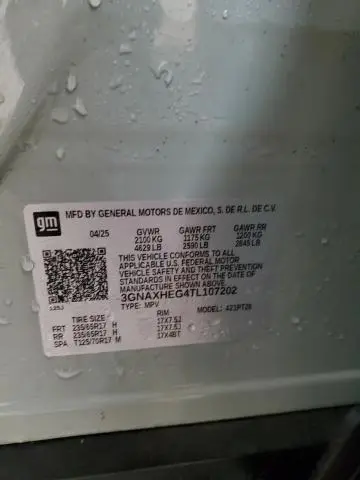 gm
MFD BY GENERAL MOTORS DE MEXICO, S. DE R.L. DE C.V.
04/25 GVWR GAWR FRT GAWR RR
2100 KG 1175 KG 1200 KG
4629 LB 2590 LB 2645 LB
THIS VEHICLE CONFORMS TO ALL
APPLICABLE U.S. FEDERAL MOTOR
VEHICLE SAFETY AND THEFT
PREVENTION STANDARDS IN EFFECT
ON THE DATE OF
MANUFACTURE SHOWN ABOVE.
3GNAXHEG4TL107202
TYPE: MPV MODEL: 421PT26
TIRE SIZE RIM
FRT 235/65R17 H 17X7.5J
RR 235/65R17 H 17X7.5J
SPA T125/70R17 M 17X4BT